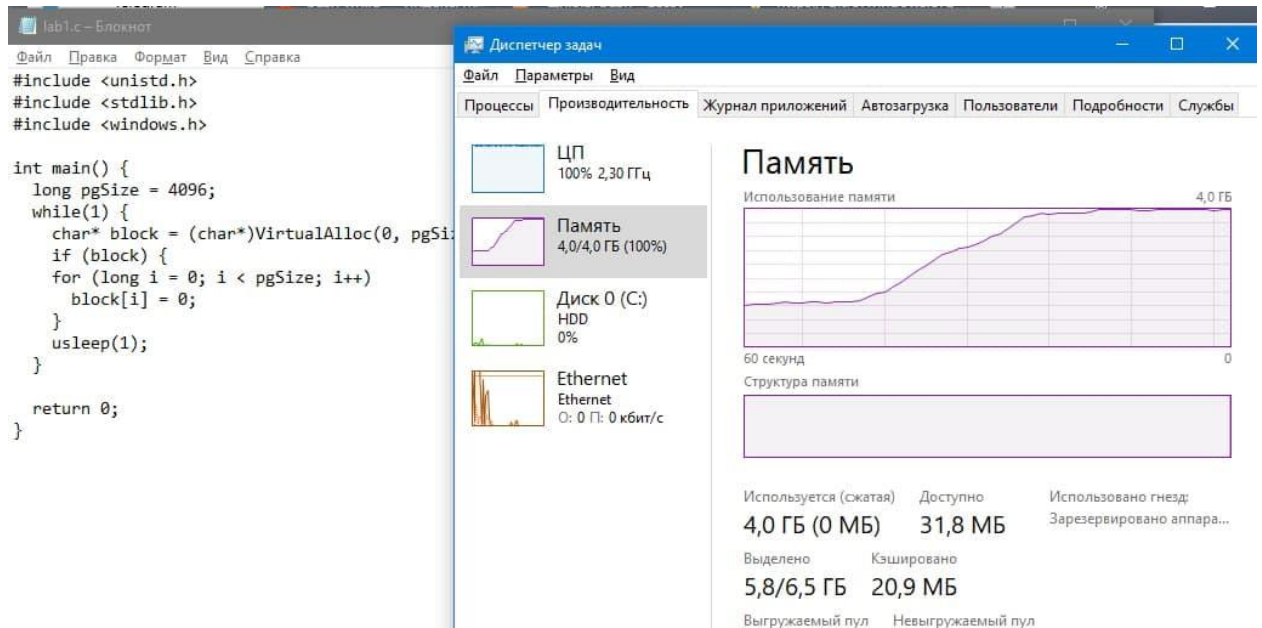 lab1.c – Блокнот
Файл Правка Формат Вид Справка
#include <unistd.h>
#include <stdlib.h>
#include <windows.h>
int main() {
long pgSize = 4096;
while(1) {
char* block = (char*)VirtualAlloc(0, pgSi
if (block) {
for (long i = 0; i < pgSize; i++)
block[i] = 0;
}
usleep(1);
}
return 0;
}
Диспетчер задач
Файл Параметры Вид
Процессы Производительность Журнал приложений Автозагрузка Пользователи Подробности Службы
ЦП
100% 2,30 ГГц
Память
4,0/4,0 ГБ (100%)
Диск 0 (C:)
HDD
0%
Ethernet
Ethernet
О: 0 П: 0 кбит/с
Память
Использование памяти 4,0 ГБ
60 секунд 0
Структура памяти
Используется (сжатая) Доступно Использовано гнезд:
4,0 ГБ (0 МБ) 31,8 МБ Зарезервировано аппара...
Выделено Кэшировано
5,8/6,5 ГБ 20,9 МБ
Выгружаемый пул Невыгружаемый пул